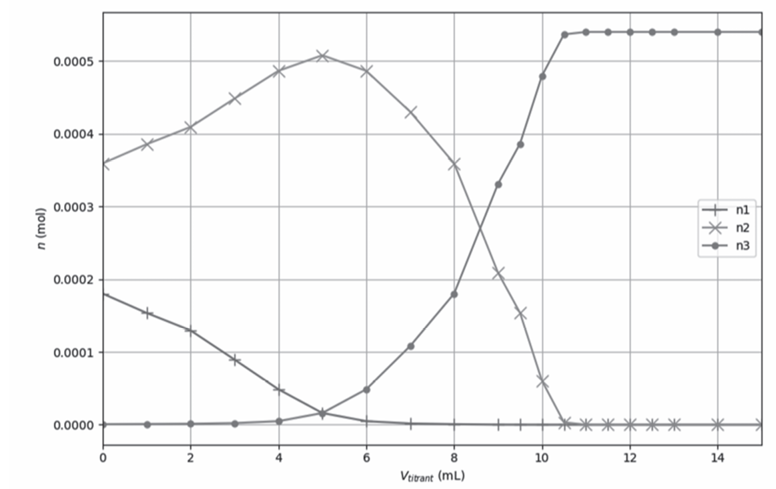 0.0005
0.0004
0.0003
0.0002
0.0001
0.0000
n (mol)
n1
n2
n3
0 2 4 6 8 10 12 14
V_titrant (mL)